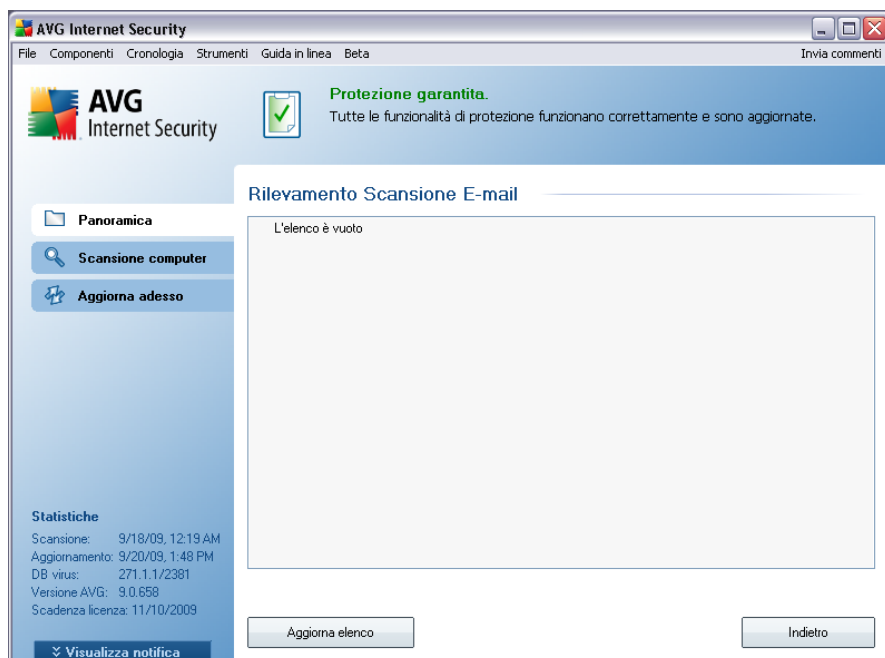 AVG Internet Security
File Componenti Cronologia Strumenti Guida in linea Beta Invia commenti
AVG
Internet Security
Protezione garantita.
Tutte le funzionalità di protezione funzionano correttamente e sono aggiornate.
Panoramica
Scansione computer
Aggiorna adesso
Rilevamento Scansione E-mail
L'elenco è vuoto
Statistiche
Scansione: 9/18/09, 12:19 AM
Aggiornamento: 9/20/09, 1:48 PM
DB virus: 271.1.1/2381
Versione AVG: 9.0.658
Scadenza licenza: 11/10/2009
Visualizza notifica
Aggiorna elenco
Indietro